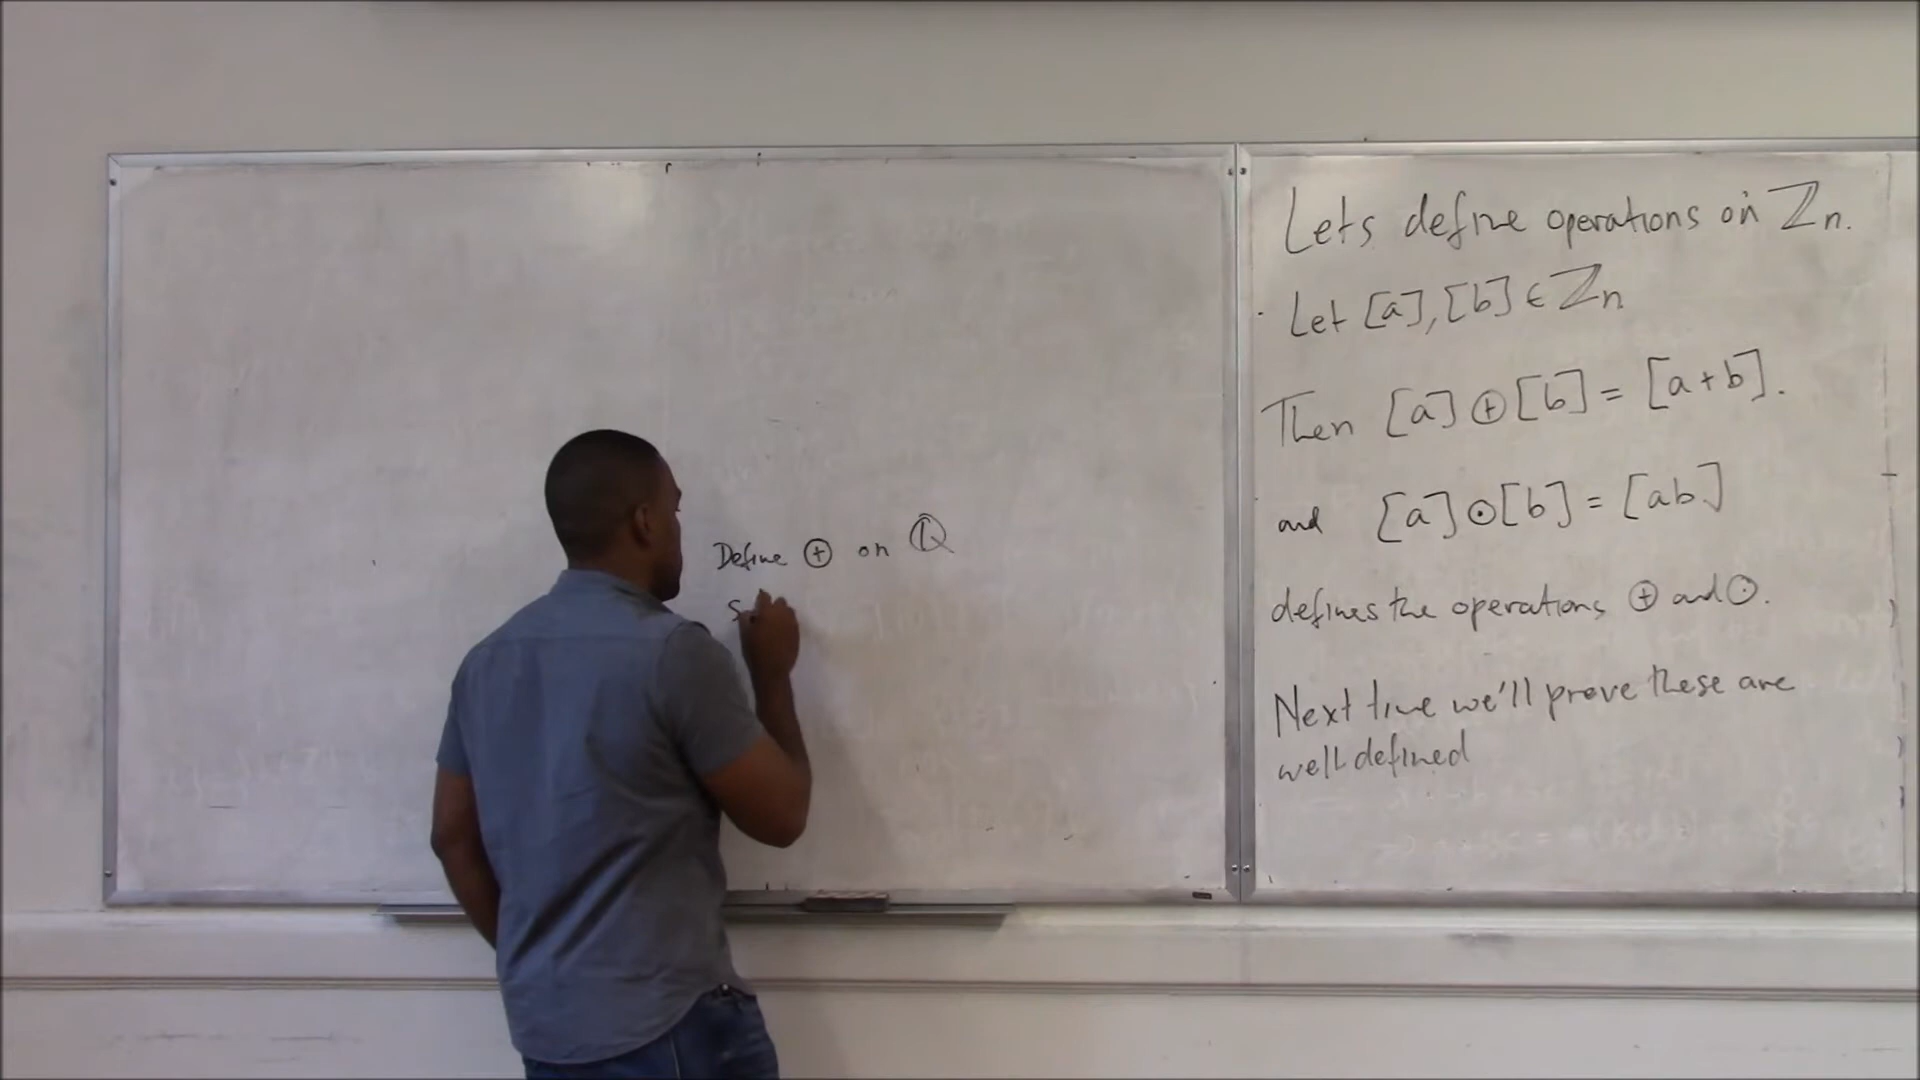 Define ⊕ on ℚ
S
Lets define operations on ℤn.
Let [a], [b] ∈ ℤn
Then [a] ⊕ [b] = [a + b].
and [a] ⊙ [b] = [ab]
defines the operations ⊕ and ⊙.
Next time we'll prove these are
well defined